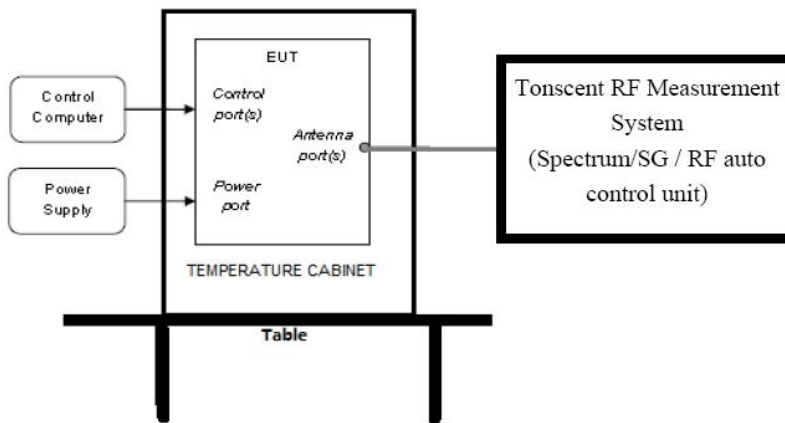 EUT
Control
Computer
Control
port(s)
Antenna
port(s)
Power
Supply
Power
port
TEMPERATURE CABINET
Table
Tonscent RF Measurement
System
(Spectrum/SG / RF auto
control unit)